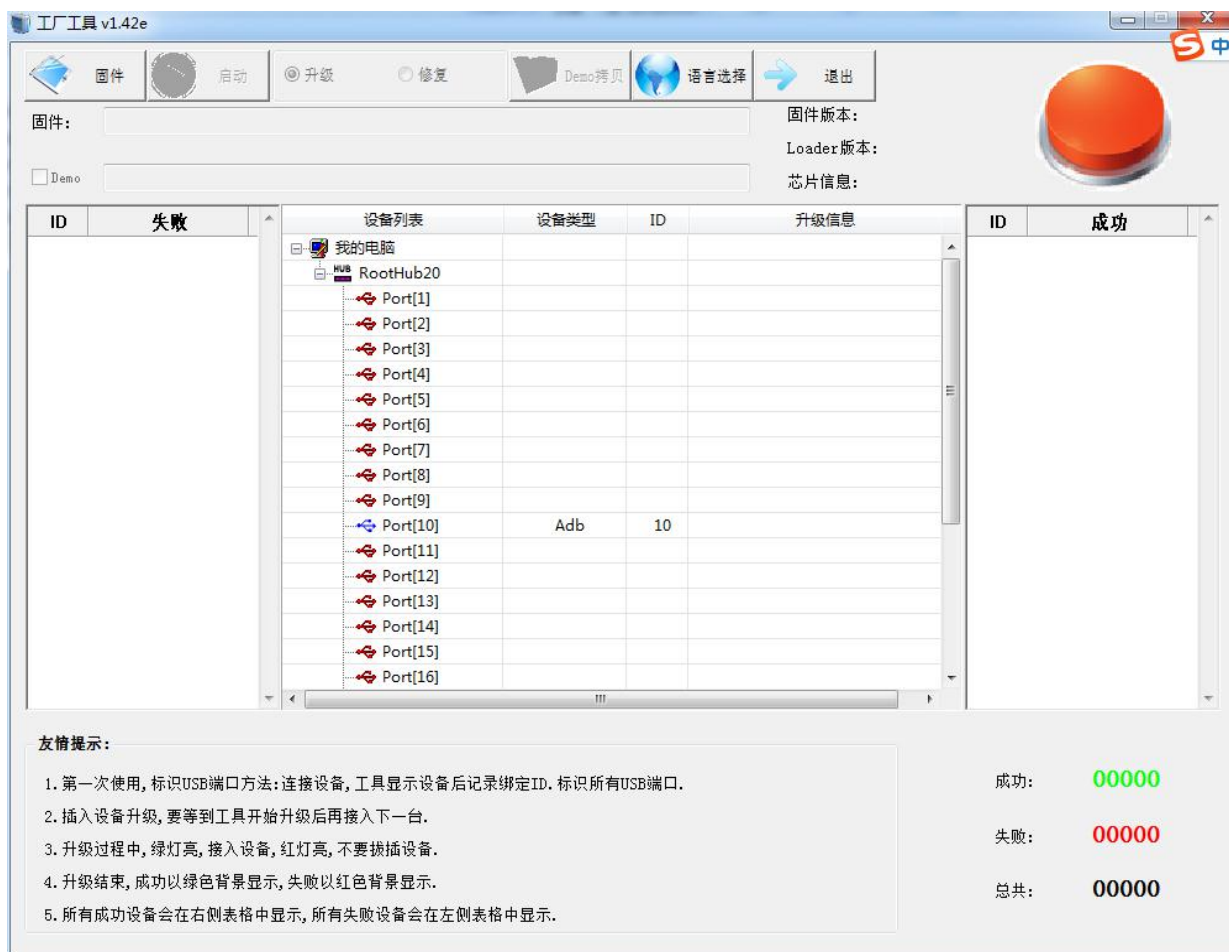 工厂工具 v1.42e
中
固件 启动 升级 修复 Demo拷贝 语言选择 退出
固件: 固件版本:
Loader版本:
Demo 芯片信息:
ID 失败 设备列表 设备类型 ID 升级信息 ID 成功
我的电脑
HUB RootHub20
Port[1]
Port[2]
Port[3]
Port[4]
Port[5]
Port[6]
Port[7]
Port[8]
Port[9]
Port[10] Adb 10
Port[11]
Port[12]
Port[13]
Port[14]
Port[15]
Port[16]
友情提示:
1.第一次使用,标识USB端口方法:连接设备,工具显示设备后记录绑定ID.标识所有USB端口.
2.插入设备升级,要等到工具开始升级后再接入下一台.
3.升级过程中,绿灯亮,接入设备,红灯亮,不要拔插设备.
4.升级结束,成功以绿色背景显示,失败以红色背景显示.
5.所有成功设备会在右侧表格中显示,所有失败设备会在左侧表格中显示.
成功: 00000
失败: 00000
总共: 00000